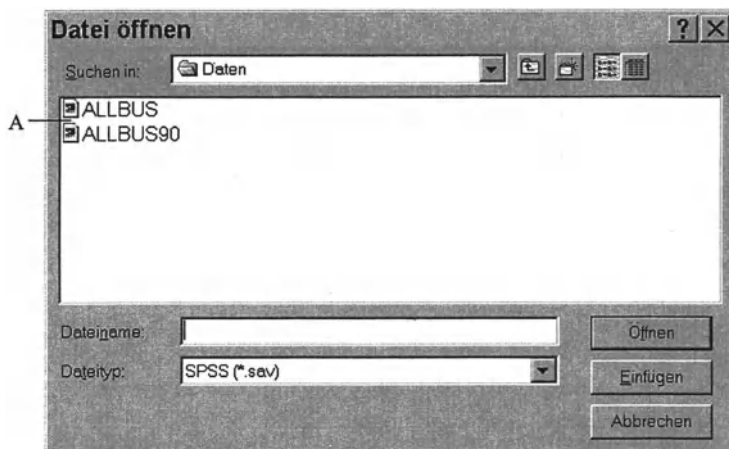 Datei öffnen
Suchen in: Daten
A
ALLBUS
ALLBUS90
Dateiname: Öffnen
Dateityp: SPSS (*.sav) Einfügen
Abbrechen